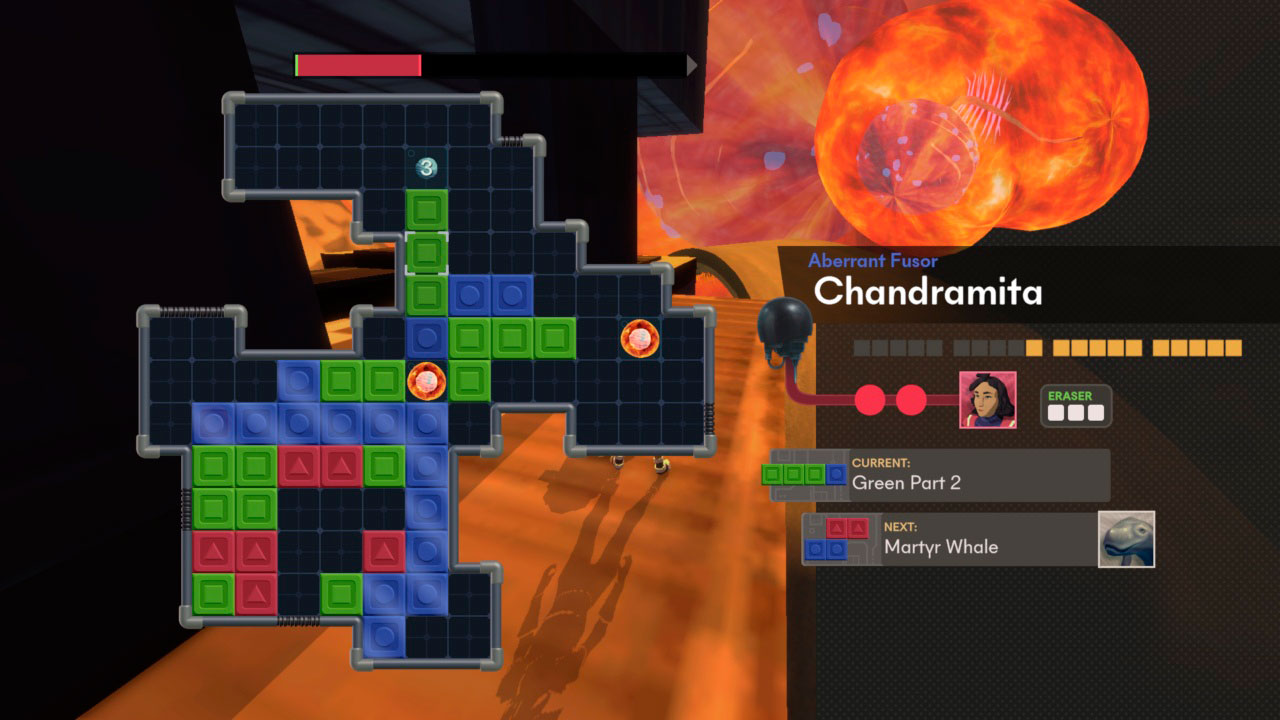 3
Aberrant Fusor
Chandramita
ERASER
CURRENT:
Green Part 2
NEXT:
Martyr Whale